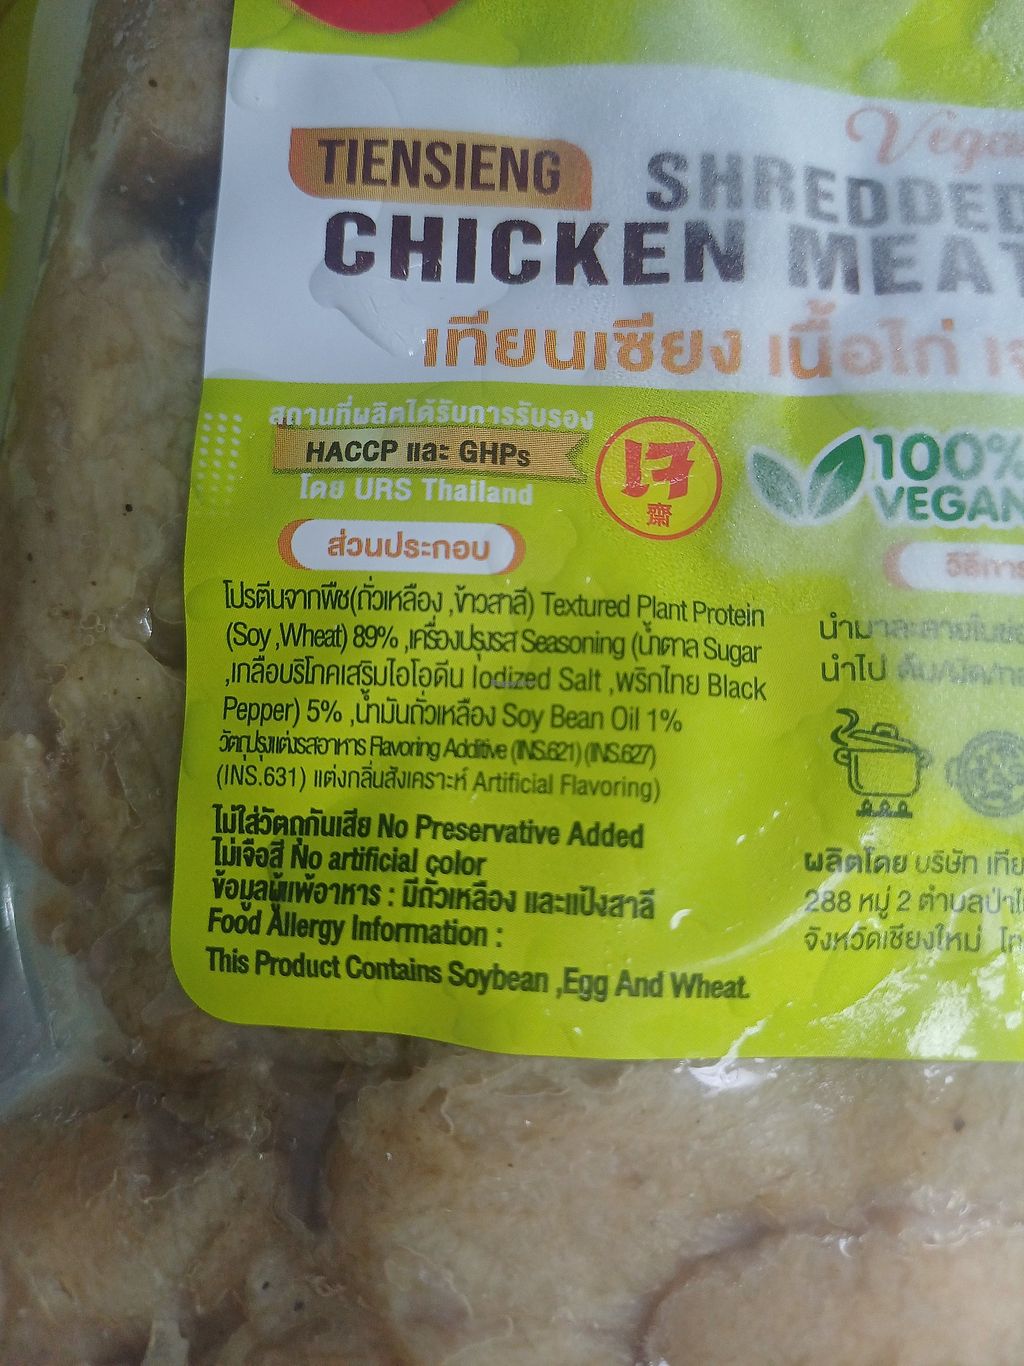 TIENSIENG
SHREDDED
CHICKEN MEAT
เทียนเซียง เนื้อไก่
สถานที่ผลิตได้รับการรับรอง
HACCP และ GHPs
โดย URS Thailand
เจ
齋
100%
VEGAN
ส่วนประกอบ
โปรตีนจากพืช(ถั่วเหลือง ,ข้าวสาลี) Textured Plant Protein
(Soy ,Wheat) 89% ,เครื่องปรุงรส Seasoning (น้ำตาล Sugar
,เกลือบริโภคเสริมไอโอดีน Iodized Salt ,พริกไทย Black
Pepper) 5% ,น้ำมันถั่วเหลือง Soy Bean Oil 1%
วัตถุปรุงแต่งรสอาหาร Flavoring Additive (INS.621) (INS.627)
(INS.631) แต่งกลิ่นสังเคราะห์ Artificial Flavoring)
ไม่ใส่วัตถุกันเสีย No Preservative Added
ไม่เจือสี No artificial color
ข้อมูลผู้แพ้อาหาร : มีถั่วเหลือง และแป้งสาลี
Food Allergy Information :
This Product Contains Soybean ,Egg And Wheat.
นำไป ต้ม/ผัด/
ผลิตโดย บริษัท
288 หมู่ 2 ตำบล
จังหวัดเชียงใหม่